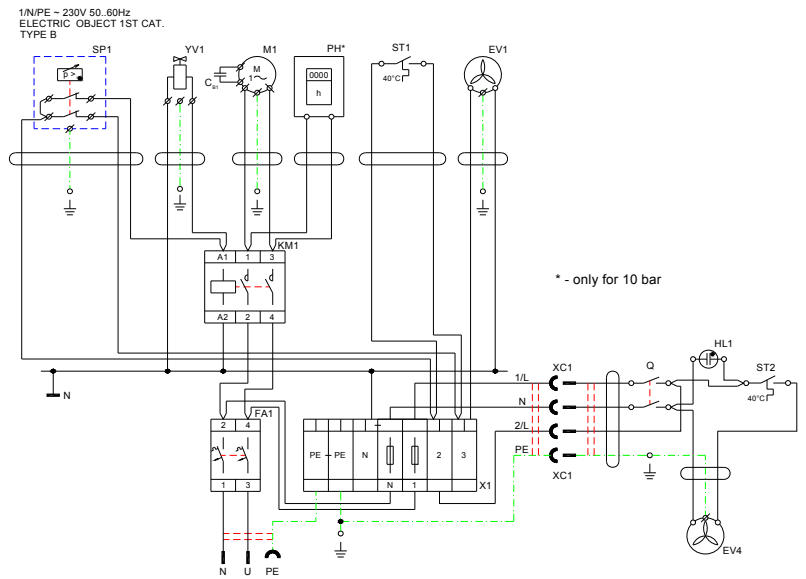 1/N/PE ~ 230V 50..60Hz
ELECTRIC OBJECT 1ST CAT.
TYPE B
SP1
YV1
M1
PH*
ST1
EV1
p >
C B1
M
1~
0000
h
40°C
KM1
A1 1 3
A2 2 4
* - only for 10 bar
N
HL1
XC1
Q
ST2
1/L
N
2/L
PE
40°C
XC1
2 4
FA1
1 3
PE PE N 2 3
N 1
X1
EV4
N U PE